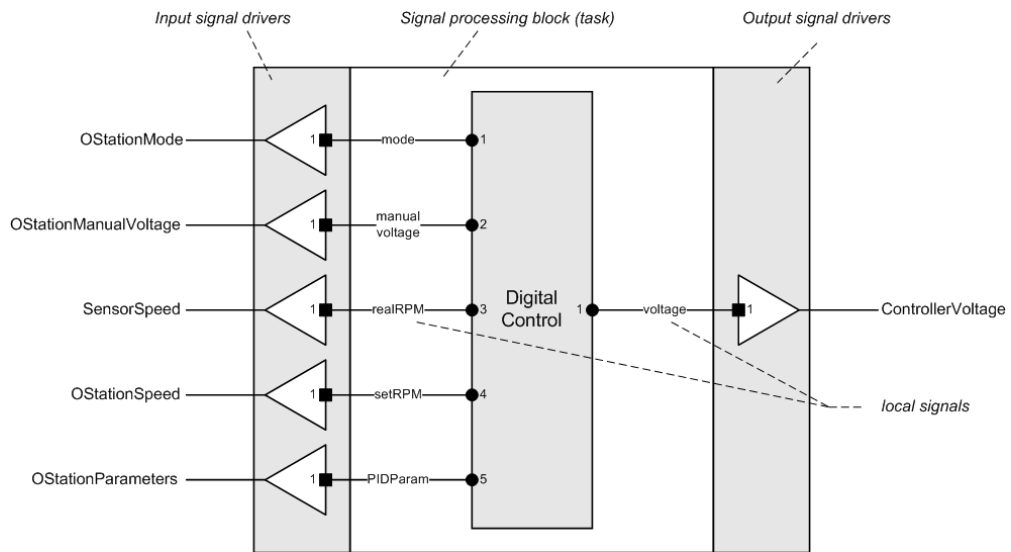 Input signal drivers
Signal processing block (task)
Output signal drivers
OStationMode
1
mode
1
OStationManualVoltage
1
manual
voltage
2
SensorSpeed
1
realRPM
3
Digital
Control
1
voltage
1
ControllerVoltage
OStationSpeed
1
setRPM
4
local signals
OStationParameters
1
PIDParam
5